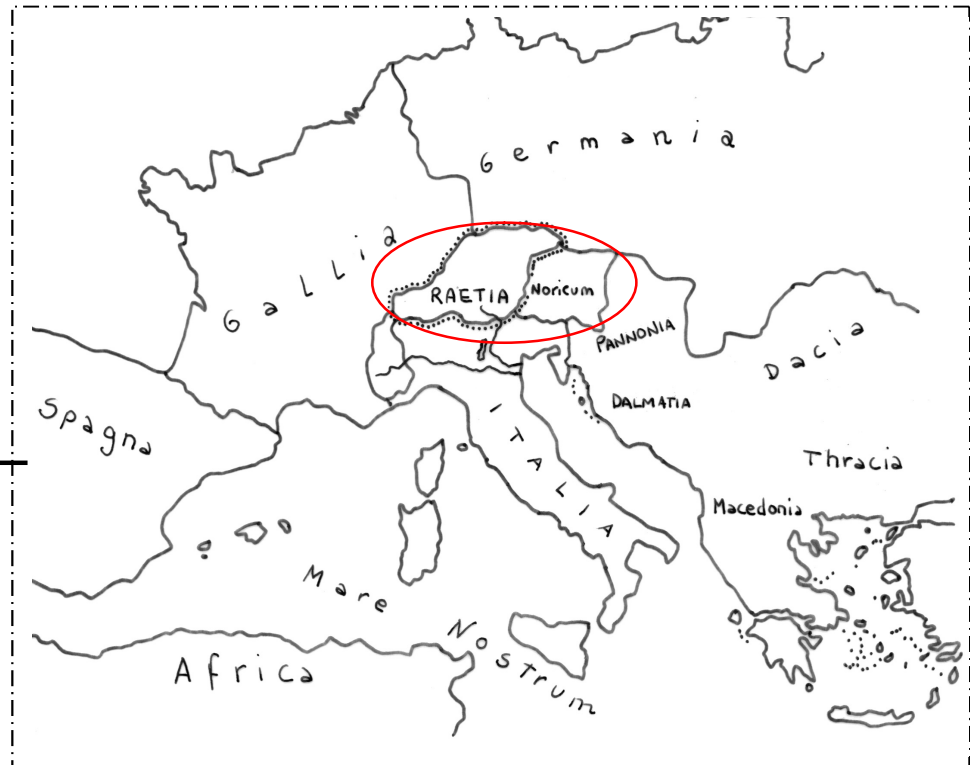 Germania
Gallia
RAETIA
Noricum
PANNONIA
Dacia
Spagna
DALMATIA
ITALIA
Thracia
Macedonia
Mare
Nostrum
Africa